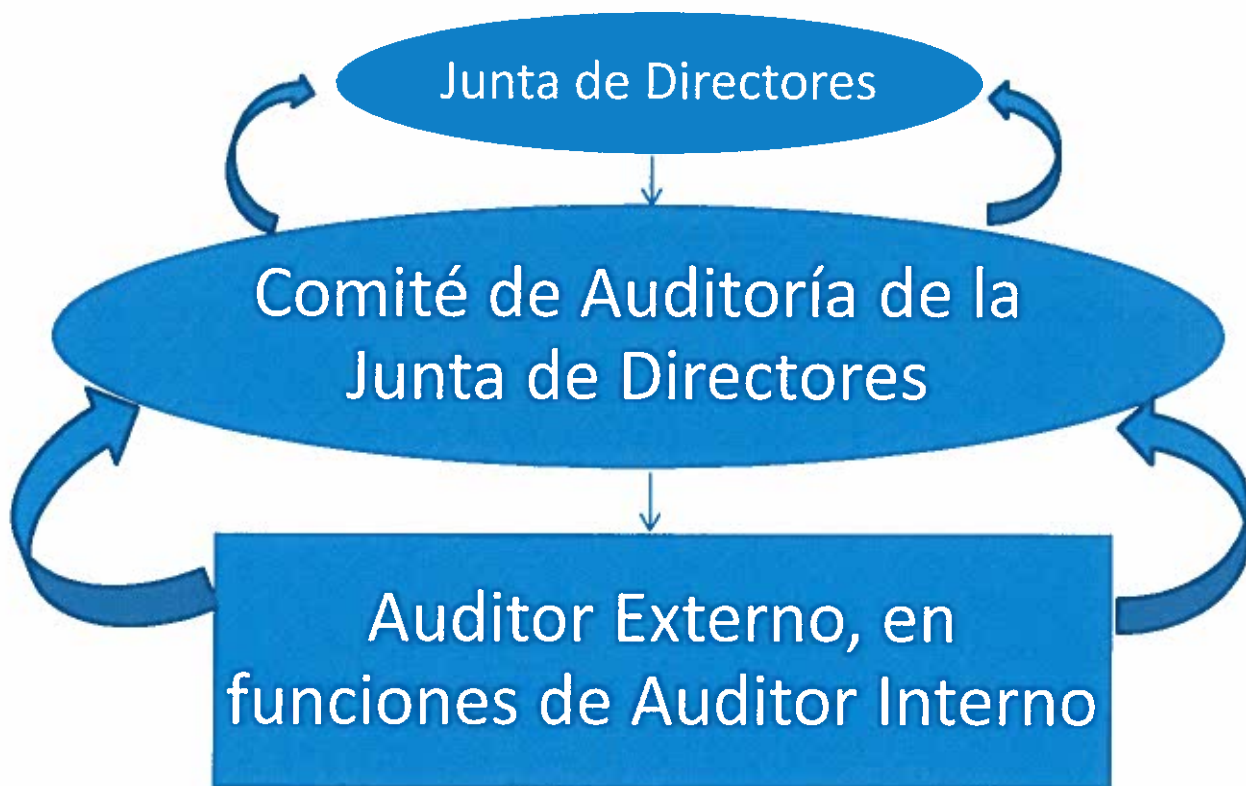 Junta de Directores
Comité de Auditoría de la
Junta de Directores
Auditor Externo, en
funciones de Auditor Interno